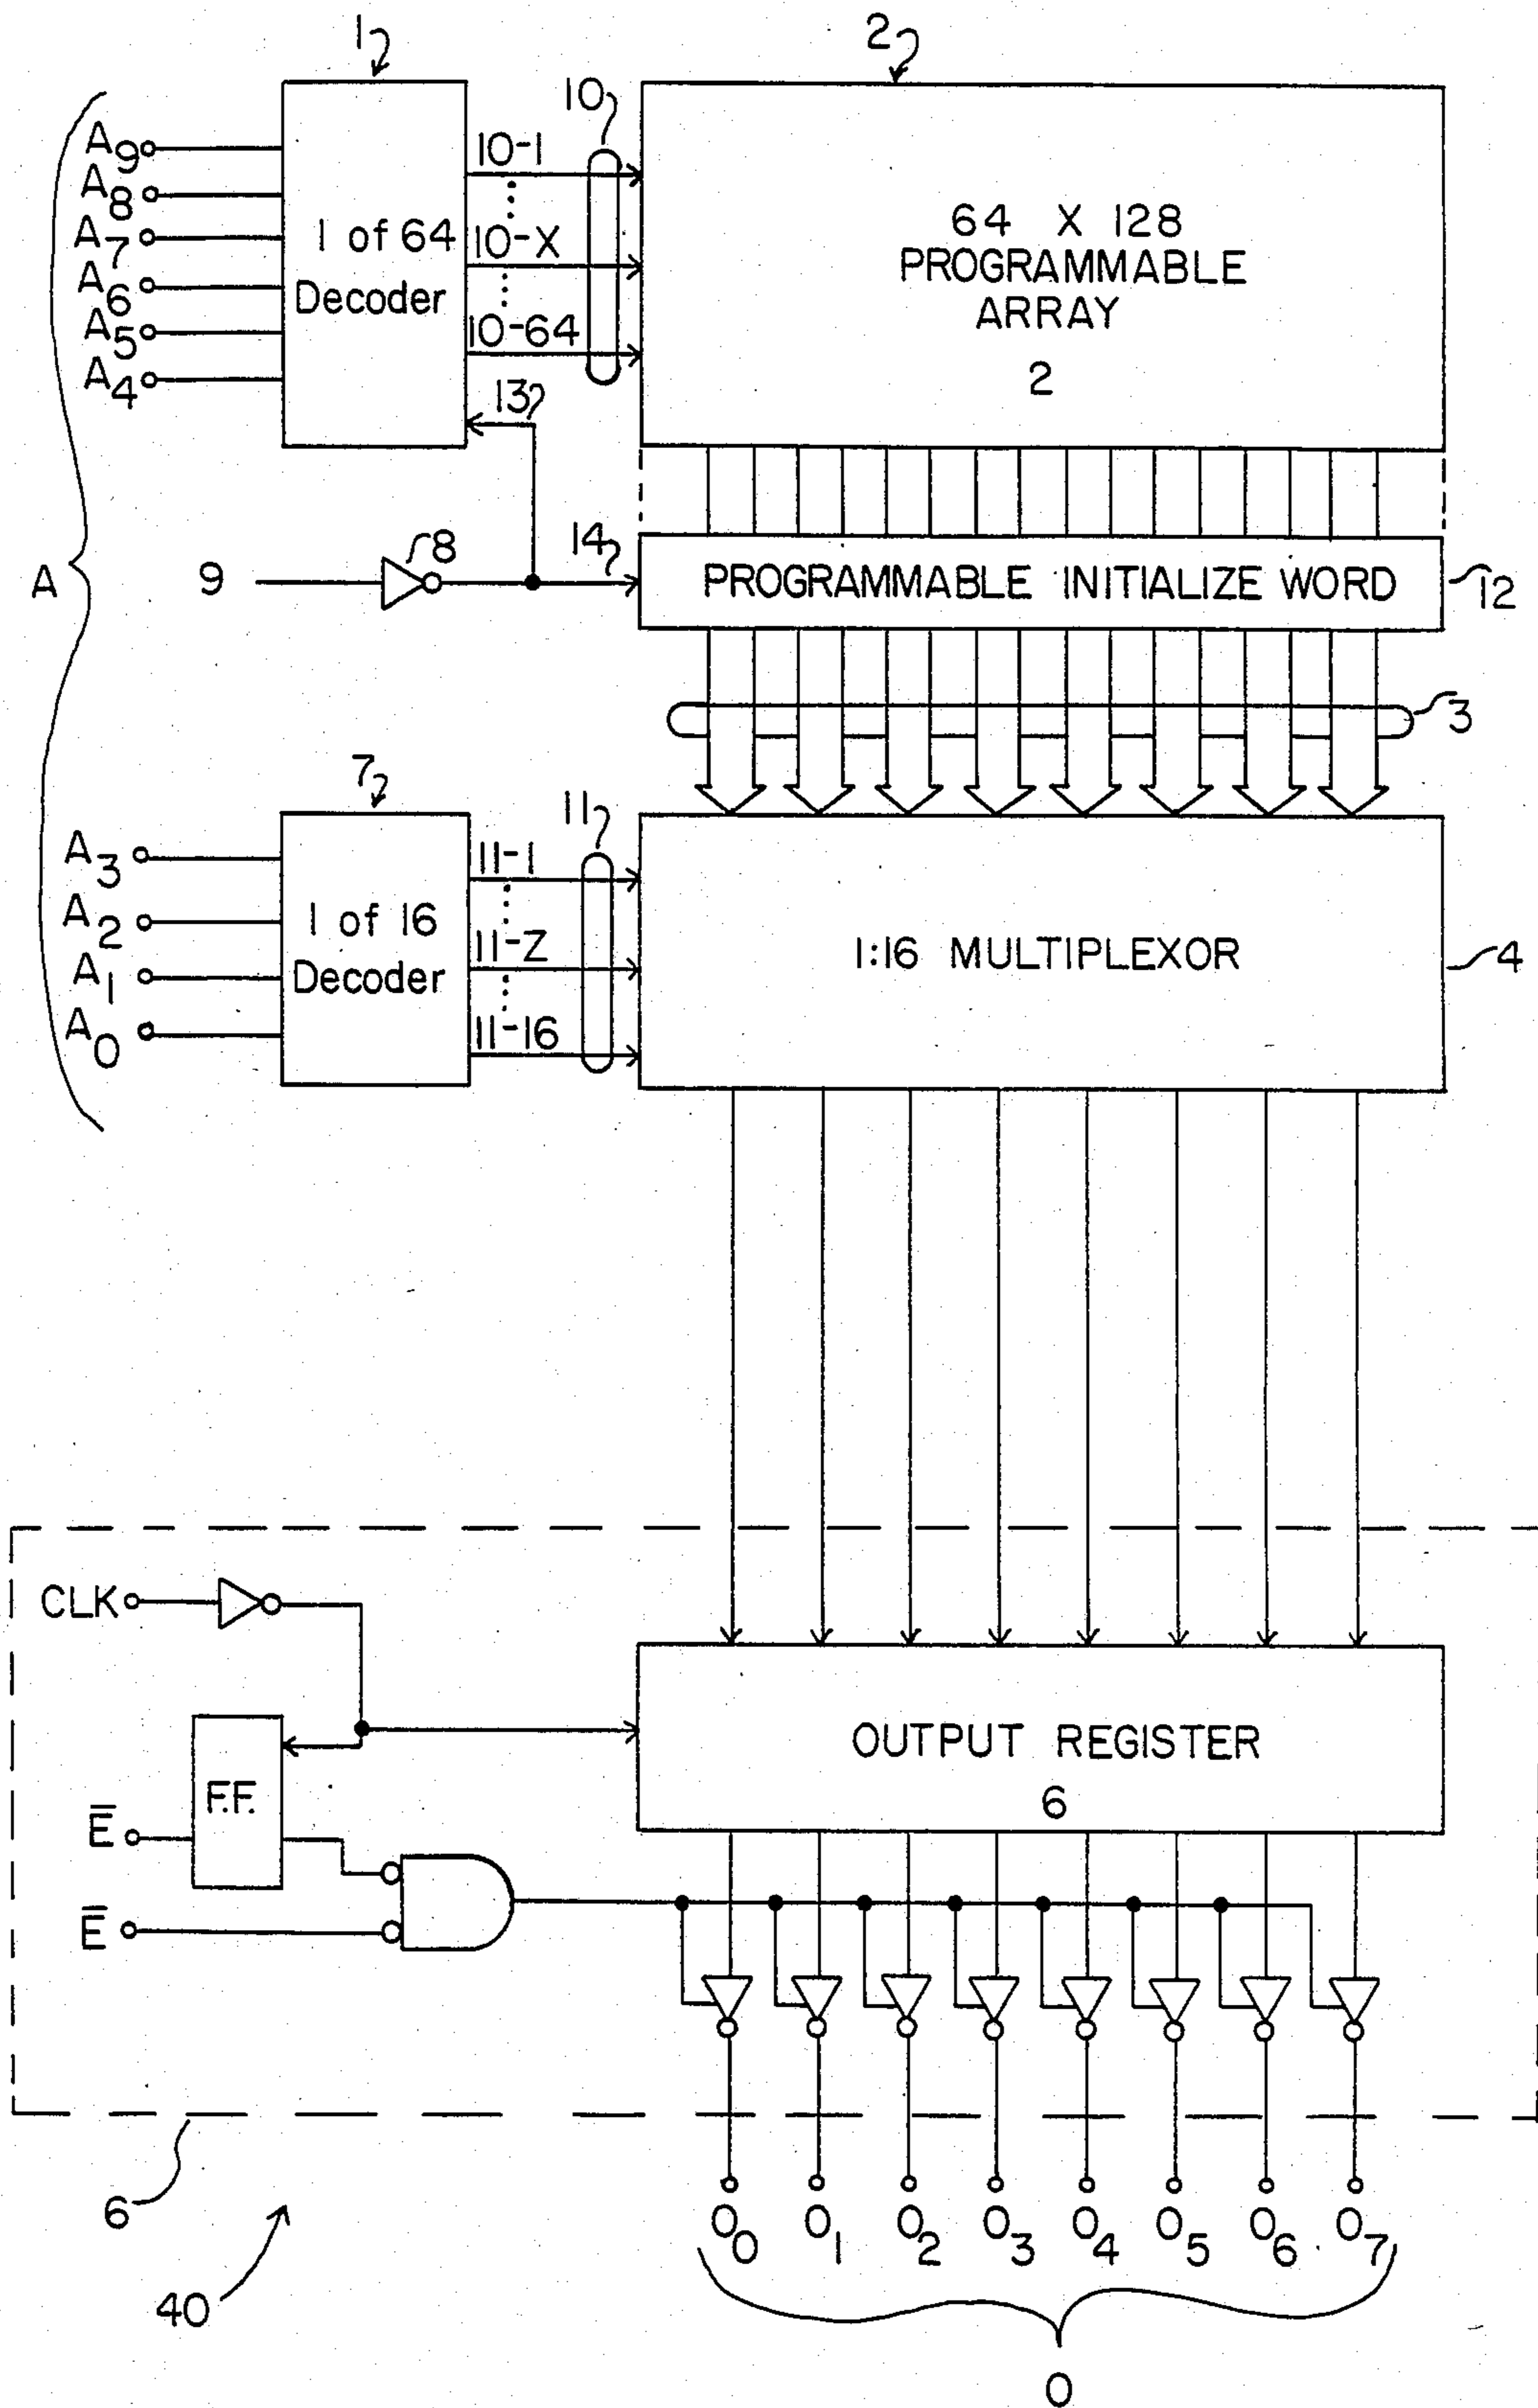 1
2
A9
A8
A7
A6
A5
A4
1 of 64
Decoder
10-1
10-X
10-64
10
13
64 X 128
PROGRAMMABLE
ARRAY
2
A
9
8
14
PROGRAMMABLE INITIALIZE WORD
12
3
7
A3
A2
A1
A0
1 of 16
Decoder
11-1
11-Z
11-16
11
1:16 MULTIPLEXOR
4
CLK
F.F.
E̅
E̅
OUTPUT REGISTER
6
6
40
O0 O1 O2 O3 O4 O5 O6 O7
O